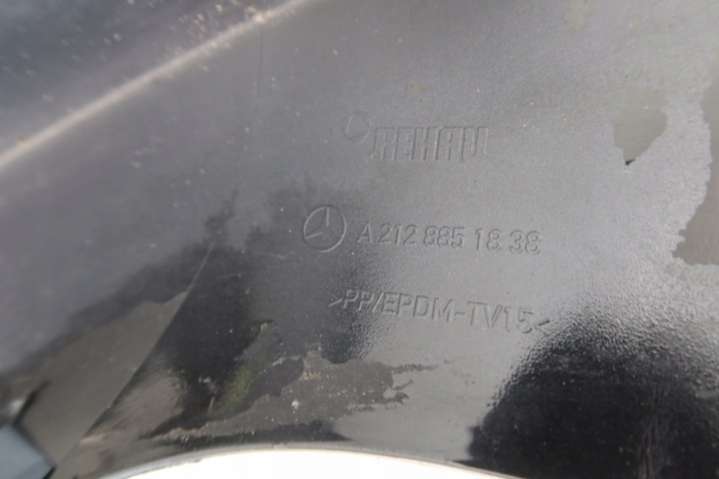 REHAU
A 212 885 18 38
>PP/EPDM-TV15<